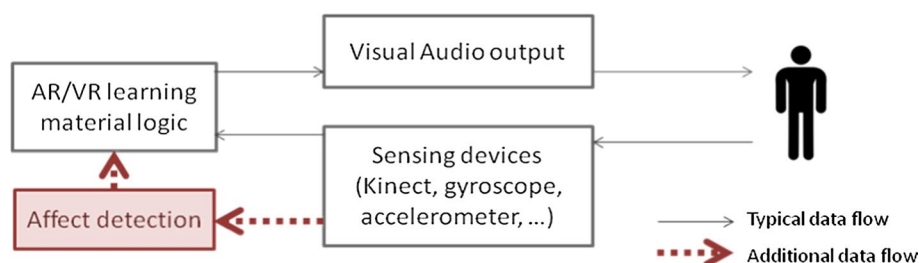 Visual Audio output
AR/VR learning
material logic
Sensing devices
(Kinect, gyroscope,
accelerometer, ...)
Affect detection
Typical data flow
Additional data flow